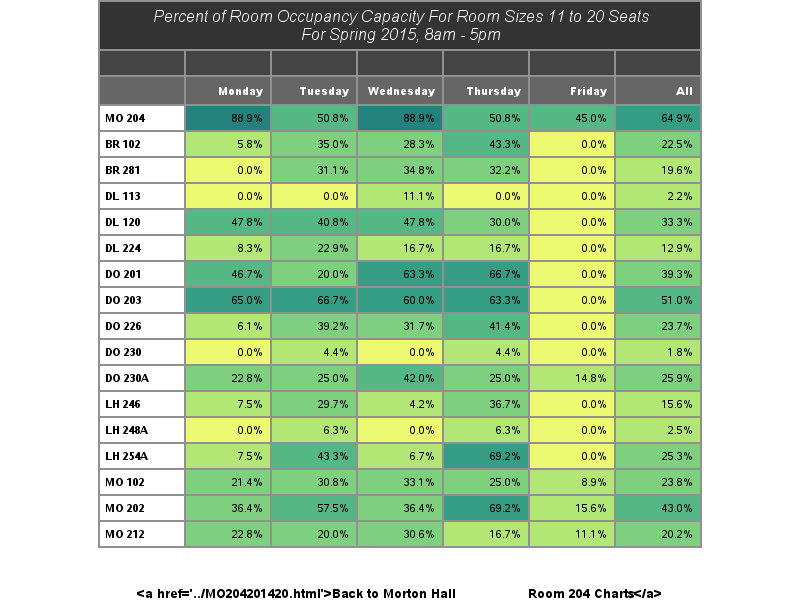 Percent of Room Occupancy Capacity For Room Sizes 11 to 20 Seats
For Spring 2015, 8am - 5pm
Monday Tuesday Wednesday Thursday Friday All
MO 204 88.9% 50.8% 88.9% 50.8% 45.0% 64.9%
BR 102 5.8% 35.0% 28.3% 43.3% 0.0% 22.5%
BR 281 0.0% 31.1% 34.8% 32.2% 0.0% 19.6%
DL 113 0.0% 0.0% 11.1% 0.0% 0.0% 2.2%
DL 120 47.8% 40.8% 47.8% 30.0% 0.0% 33.3%
DL 224 8.3% 22.9% 16.7% 16.7% 0.0% 12.9%
DO 201 46.7% 20.0% 63.3% 66.7% 0.0% 39.3%
DO 203 65.0% 66.7% 60.0% 63.3% 0.0% 51.0%
DO 226 6.1% 39.2% 31.7% 41.4% 0.0% 23.7%
DO 230 0.0% 4.4% 0.0% 4.4% 0.0% 1.8%
DO 230A 22.8% 25.0% 42.0% 25.0% 14.8% 25.9%
LH 246 7.5% 29.7% 4.2% 36.7% 0.0% 15.6%
LH 248A 0.0% 6.3% 0.0% 6.3% 0.0% 2.5%
LH 254A 7.5% 43.3% 6.7% 69.2% 0.0% 25.3%
MO 102 21.4% 30.8% 33.1% 25.0% 8.9% 23.8%
MO 202 36.4% 57.5% 36.4% 69.2% 15.6% 43.0%
MO 212 22.8% 20.0% 30.6% 16.7% 11.1% 20.2%
<a href='../MO204201420.html'>Back to Morton Hall Room 204 Charts</a>